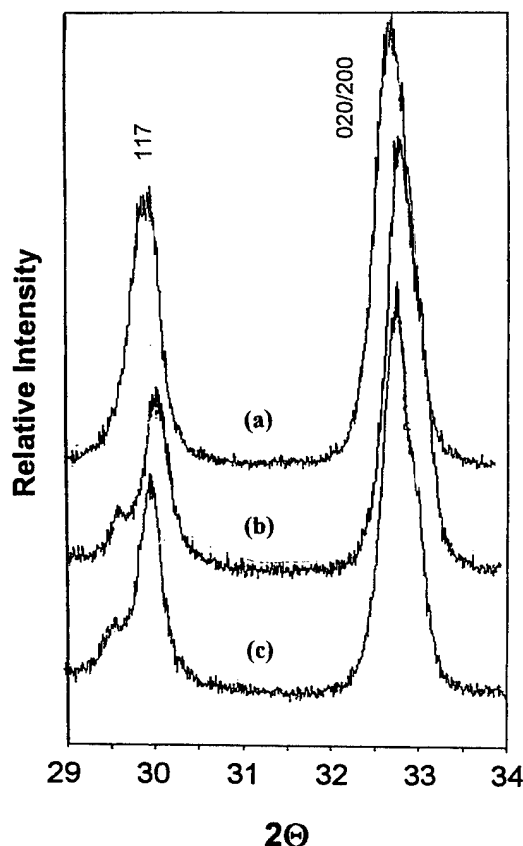 117
020/200
Relative Intensity
(a)
(b)
(c)
29 30 31 32 33 34
2Θ